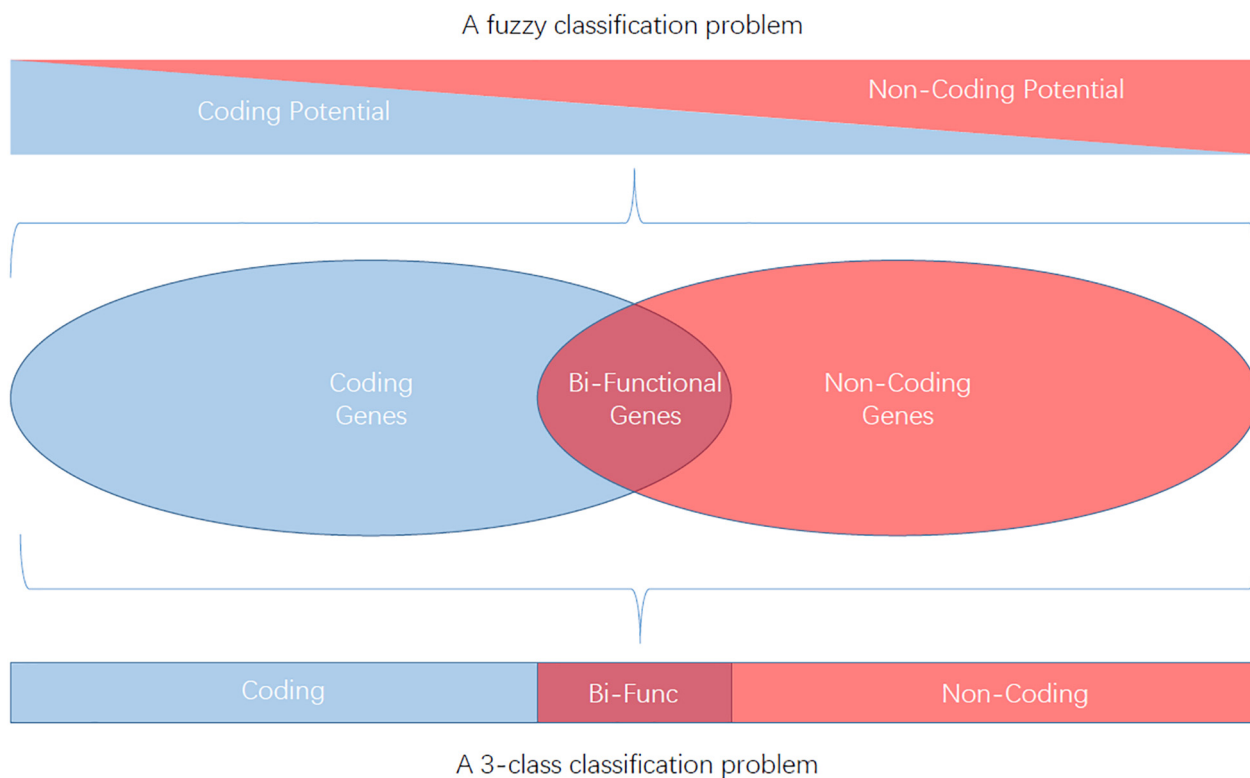 A fuzzy classification problem
Coding Potential
Non-Coding Potential
Coding
Genes
Bi-Functional
Genes
Non-Coding
Genes
Coding
Bi-Func
Non-Coding
A 3-class classification problem